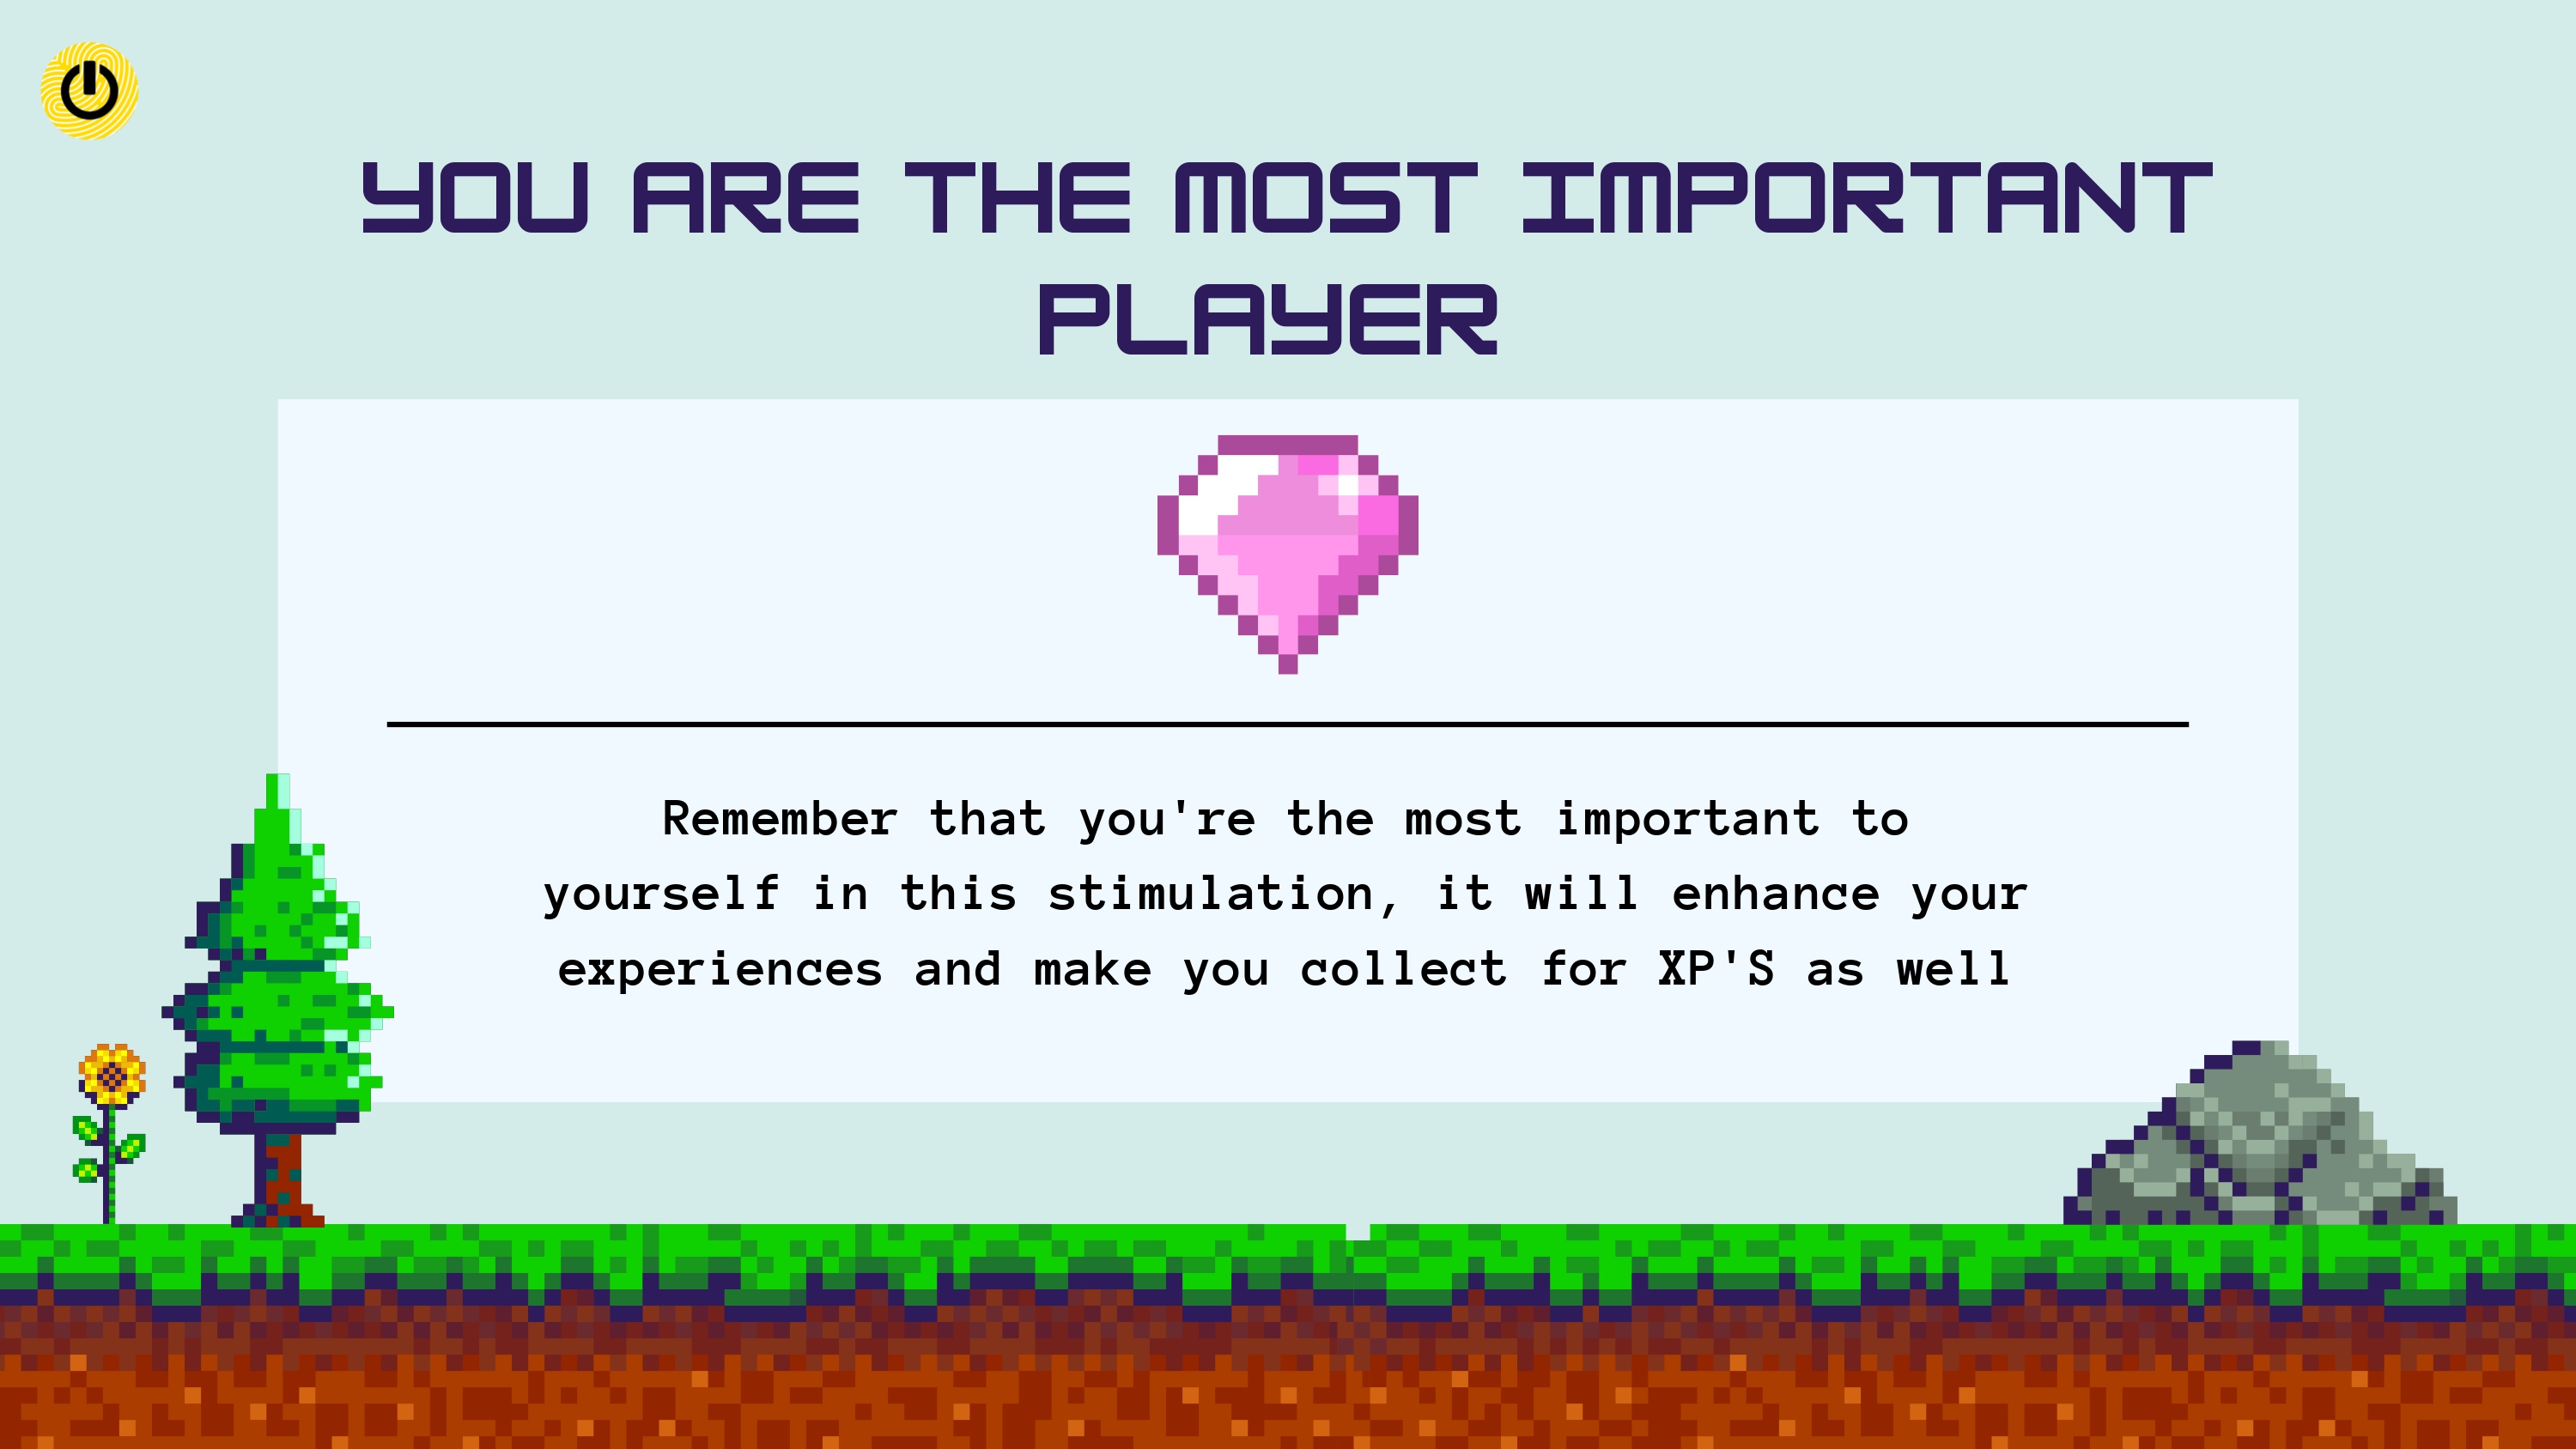 YOU ARE THE MOST IMPORTANT
PLAYER
Remember that you're the most important to
yourself in this stimulation, it will enhance your
experiences and make you collect for XP'S as well